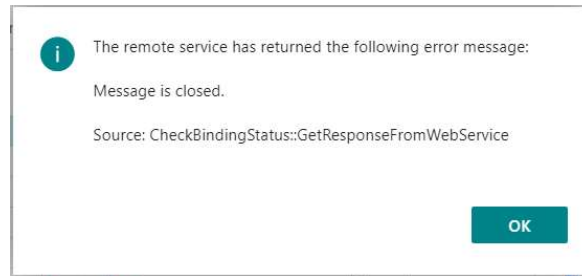 The remote service has returned the following error message:
Message is closed.
Source: CheckBindingStatus::GetResponseFromWebService
OK